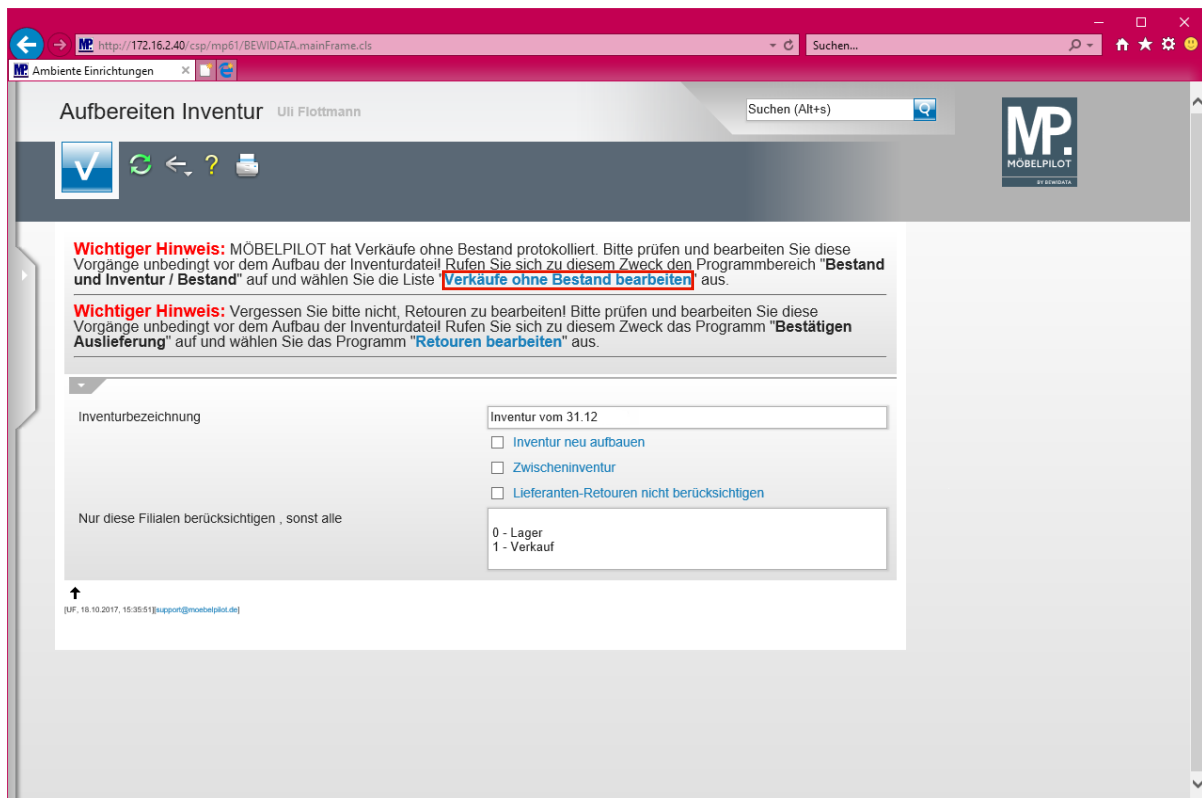 http://172.16.2.40/csp/mp61/BEWIDATA.mainFrame.cls
Suchen...
MP. Ambiente Einrichtungen
Aufbereiten Inventur Uli Flottmann
Suchen (Alt+s)
MP.
MÖBELPILOT
BY BEWIDATA
Wichtiger Hinweis: MÖBELPILOT hat Verkäufe ohne Bestand protokolliert. Bitte prüfen und bearbeiten Sie diese
Vorgänge unbedingt vor dem Aufbau der Inventurdatei! Rufen Sie sich zu diesem Zweck den Programmbereich "Bestand
und Inventur / Bestand" auf und wählen Sie die Liste "Verkäufe ohne Bestand bearbeiten" aus.
Wichtiger Hinweis: Vergessen Sie bitte nicht, Retouren zu bearbeiten! Bitte prüfen und bearbeiten Sie diese
Vorgänge unbedingt vor dem Aufbau der Inventurdatei! Rufen Sie sich zu diesem Zweck das Programm "Bestätigen
Auslieferung" auf und wählen Sie das Programm "Retouren bearbeiten" aus.
Inventurbezeichnung
Inventur vom 31.12
Inventur neu aufbauen
Zwischeninventur
Lieferanten-Retouren nicht berücksichtigen
Nur diese Filialen berücksichtigen , sonst alle
0 - Lager
1 - Verkauf
[UF, 18.10.2017, 15:35:51][support@moebelpilot.de]